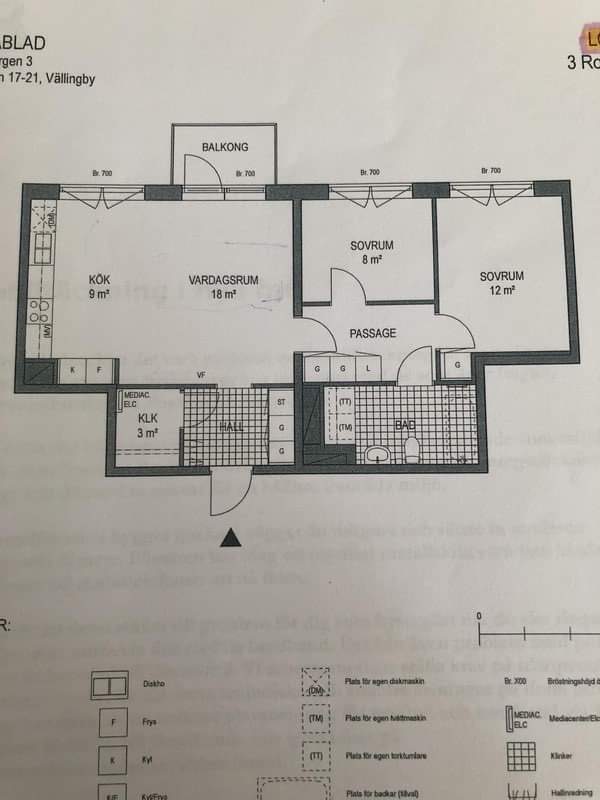 ABLAD
rgen 3
n 17-21, Vällingby
3 Ro
BALKONG
Br. 700
Br. 700
Br. 700
Br. 700
(DM)
KÖK
9 m²
VARDAGSRUM
18 m²
SOVRUM
8 m²
SOVRUM
12 m²
PASSAGE
(MV)
K
F
VF
G
G
L
G
MEDIAC.
ELC
KLK
3 m²
HALL
ST
G
G
(TT)
(TM)
BAD
R:
0
Diskho
(DM)
Plats för egen diskmaskin
Br. X00
Bröstningshöjd ö
F
Frys
(TM)
Plats för egen tvättmaskin
MEDIAC.
ELC
Mediacenter/Elc
K
Kyl
(TT)
Plats för egen torktumlare
Klinker
K/F
Kyl/Frys
Plats för badkar (tillval)
Hallinredning